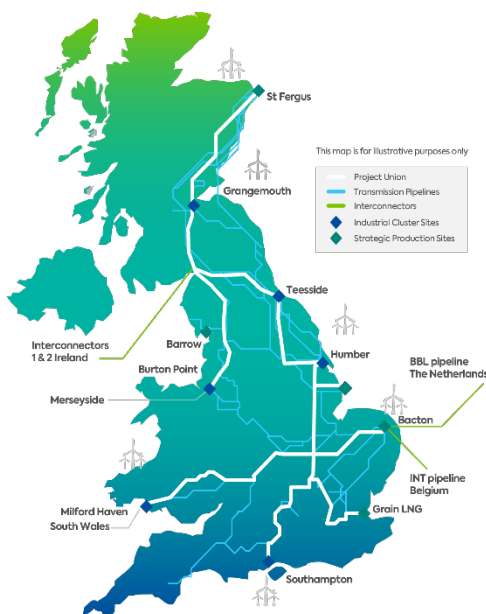 St Fergus
This map is for illustrative purposes only
Project Union
Transmission Pipelines
Interconnectors
Industrial Cluster Sites
Strategic Production Sites
Grangemouth
Teesside
Interconnectors
1 & 2 Ireland
Barrow
Humber
Burton Point
BBL pipeline
The Netherlands
Merseyside
Bacton
INT pipeline
Belgium
Milford Haven
South Wales
Grain LNG
Southampton